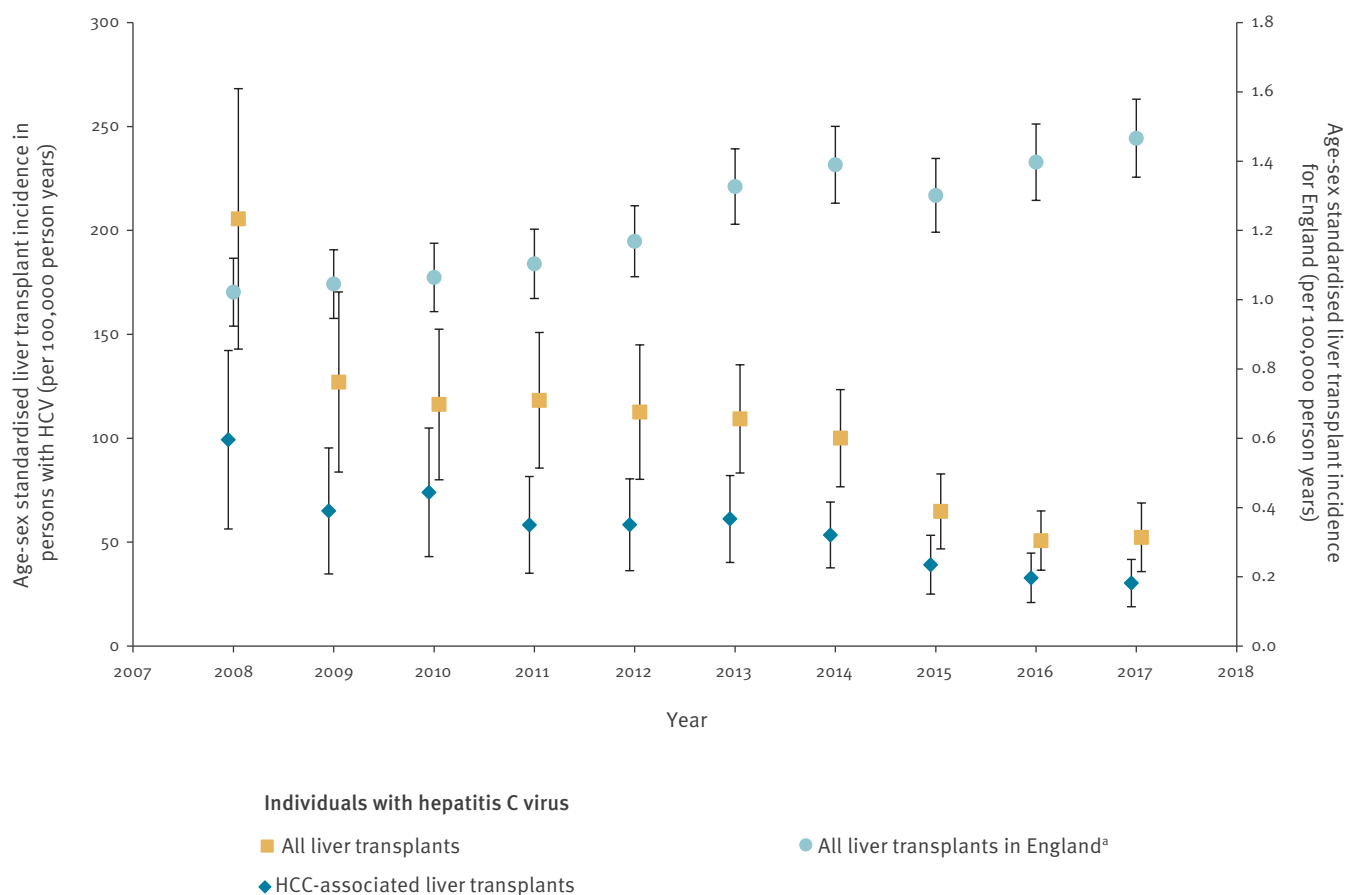 Age-sex standardised liver transplant incidence in
persons with HCV (per 100,000 person years)
300
250
200
150
100
50
0
1.8
1.6
1.4
1.2
1.0
0.8
0.6
0.4
0.2
0.0
Age-sex standardised liver transplant incidence
for England (per 100,000 person years)
2007 2008 2009 2010 2011 2012 2013 2014 2015 2016 2017 2018
Year
Individuals with hepatitis C virus
All liver transplants
All liver transplants in Englandᵃ
HCC-associated liver transplants